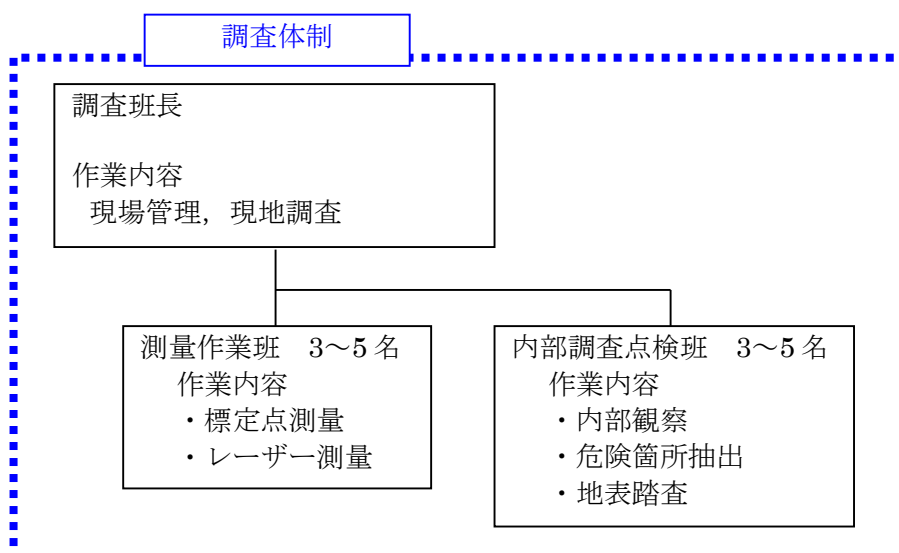 調査体制
調査班長
作業内容
現場管理，現地調査
測量作業班　3～5 名
作業内容
・標定点測量
・レーザー測量
内部調査点検班　3～5 名
作業内容
・内部観察
・危険箇所抽出
・地表踏査